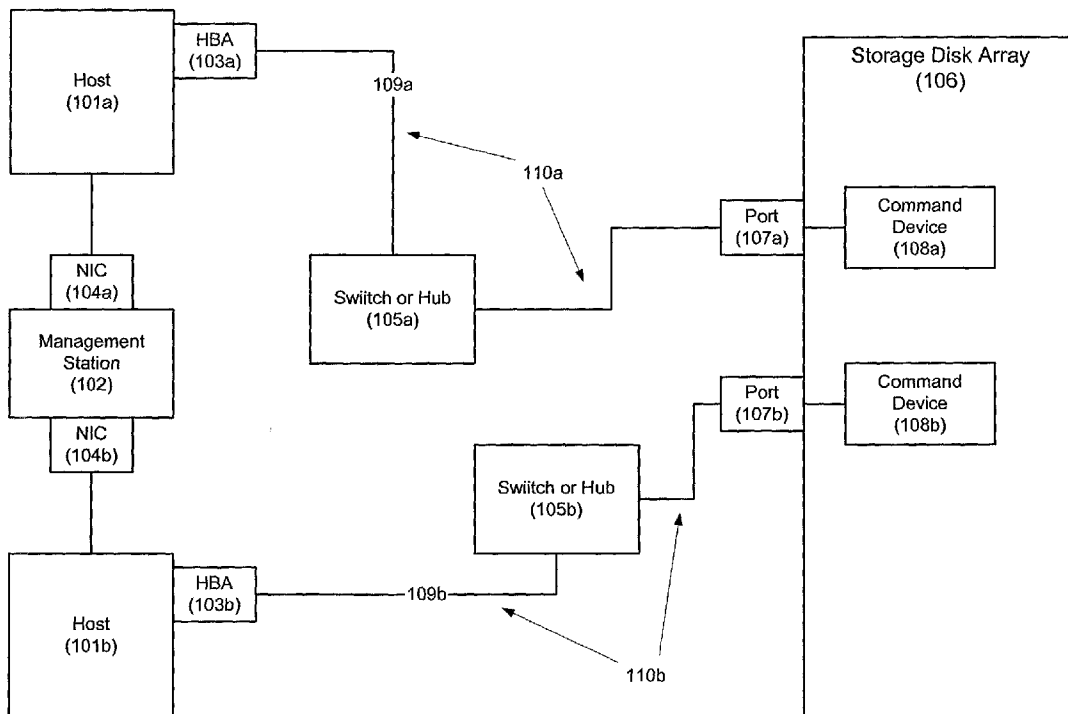 Host
(101a)
HBA
(103a)
109a
110a
Storage Disk Array
(106)
Port
(107a)
Command
Device
(108a)
NIC
(104a)
Management
Station
(102)
NIC
(104b)
Swiitch or Hub
(105a)
Port
(107b)
Command
Device
(108b)
Swiitch or Hub
(105b)
Host
(101b)
HBA
(103b)
109b
110b